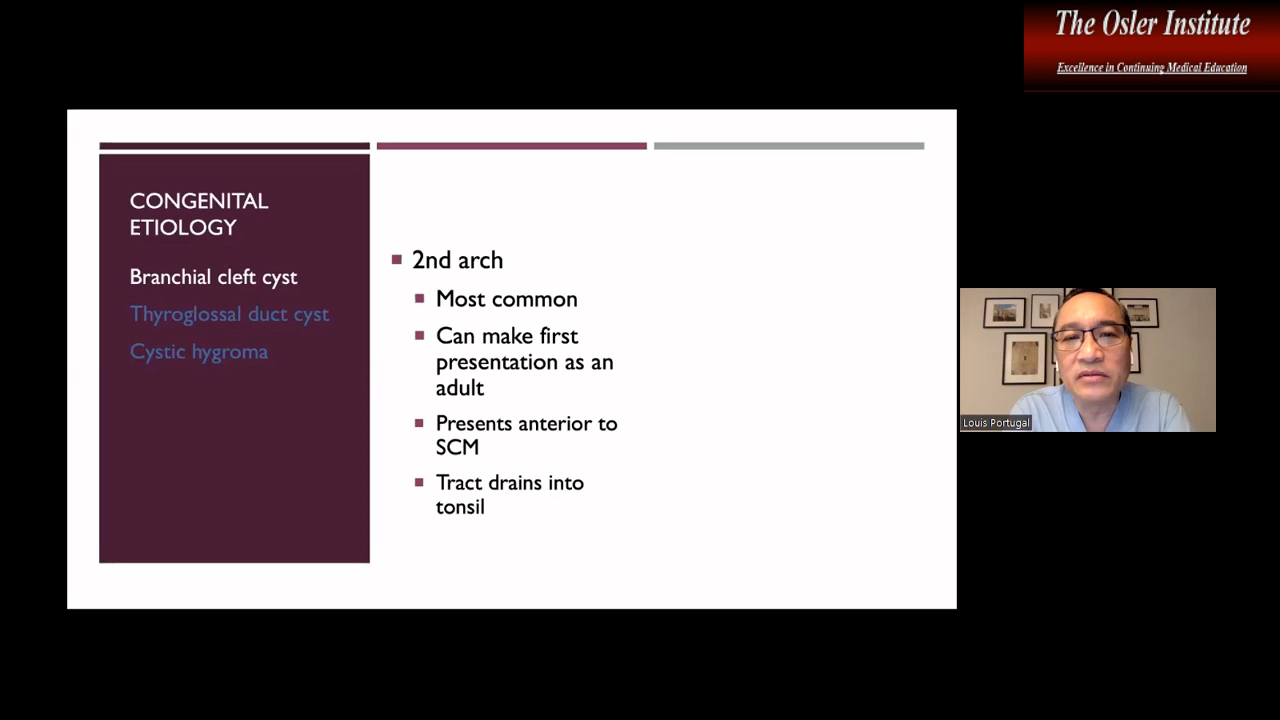 The Osler Institute
Excellence in Continuing Medical Education
CONGENITAL
ETIOLOGY
Branchial cleft cyst
Thyroglossal duct cyst
Cystic hygroma
2nd arch
Most common
Can make first
presentation as an
adult
Presents anterior to
SCM
Tract drains into
tonsil
Louis Portugal